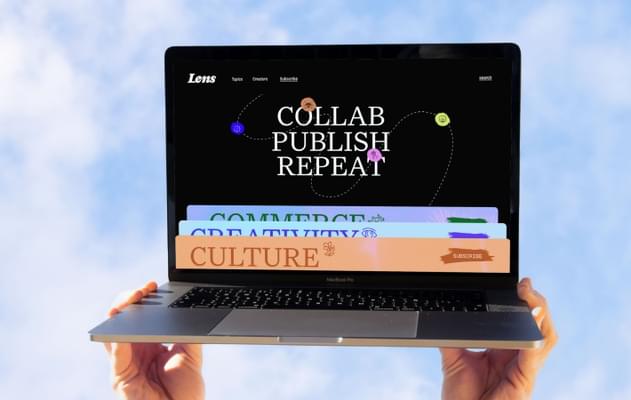 Lens
Topics Creators Subscribe search
COLLAB
PUBLISH
REPEAT
COMMERCE
CREATIVITY
CULTURE
SUBSCRIBE
MacBook Pro